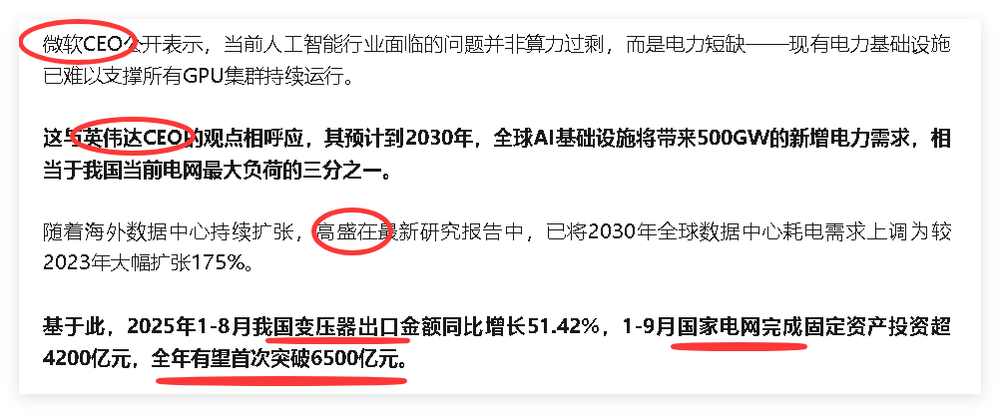 微软CEO公开表示，当前人工智能行业面临的问题并非算力过剩，而是电力短缺——现有电力基础设施
已难以支撑所有GPU集群持续运行。
这与英伟达CEO的观点相呼应，其预计到2030年，全球AI基础设施将带来500GW的新增电力需求，相
当于我国当前电网最大负荷的三分之一。
随着海外数据中心持续扩张，高盛在最新研究报告中，已将2030年全球数据中心耗电需求上调为较
2023年大幅扩张175%。
基于此，2025年1-8月我国变压器出口金额同比增长51.42%，1-9月国家电网完成固定资产投资超
4200亿元，全年有望首次突破6500亿元。